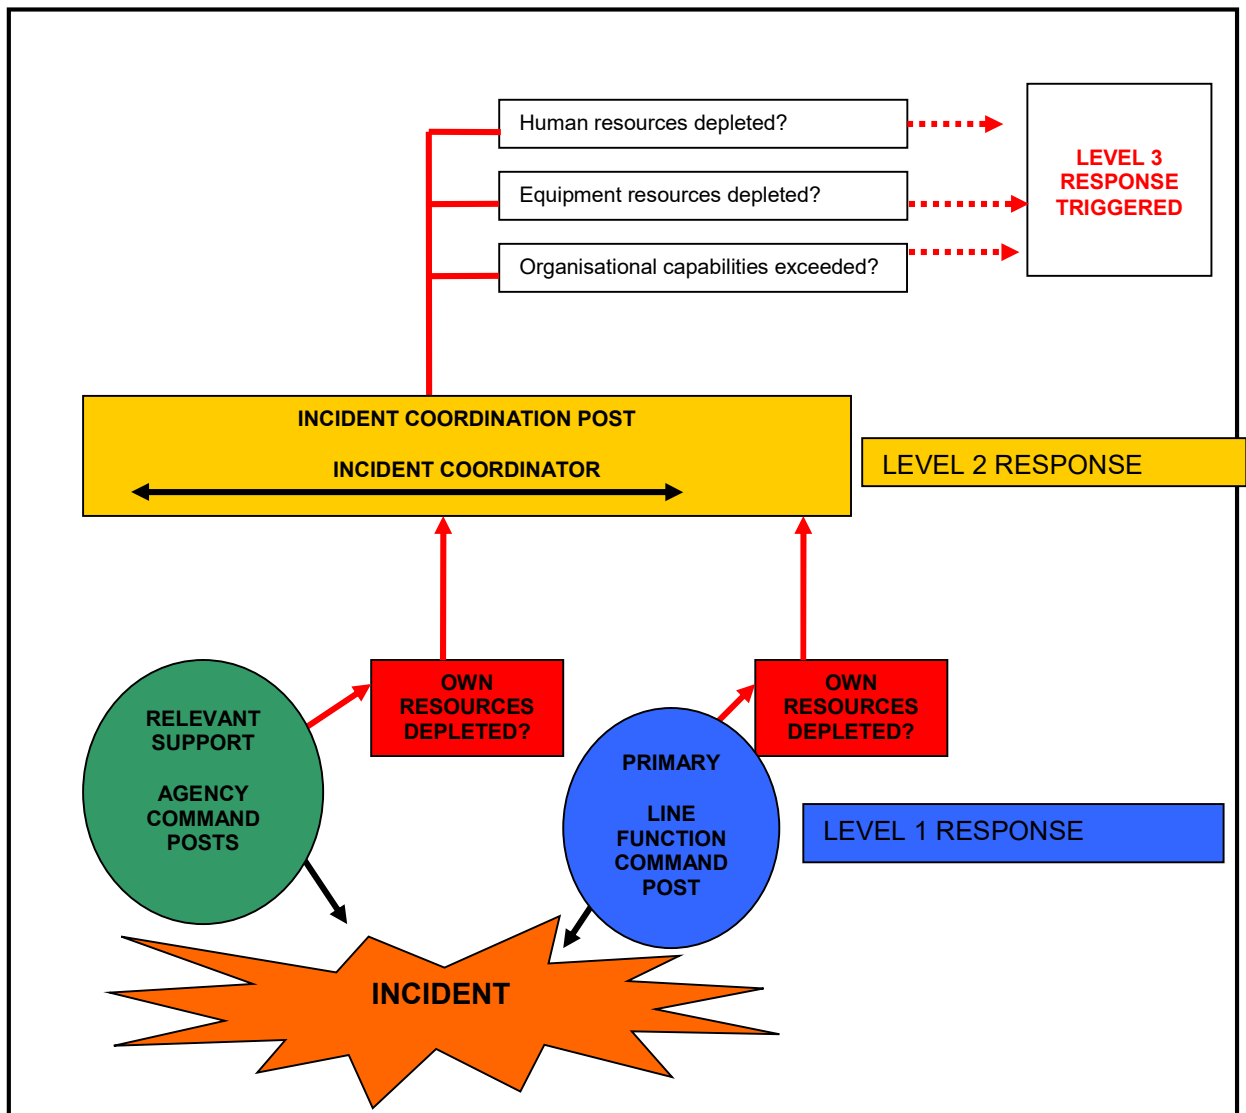 Human resources depleted?
Equipment resources depleted?
Organisational capabilities exceeded?
LEVEL 3
RESPONSE
TRIGGERED
INCIDENT COORDINATION POST
INCIDENT COORDINATOR
LEVEL 2 RESPONSE
RELEVANT
SUPPORT
AGENCY
COMMAND
POSTS
OWN
RESOURCES
DEPLETED?
PRIMARY
LINE
FUNCTION
COMMAND
POST
OWN
RESOURCES
DEPLETED?
LEVEL 1 RESPONSE
INCIDENT